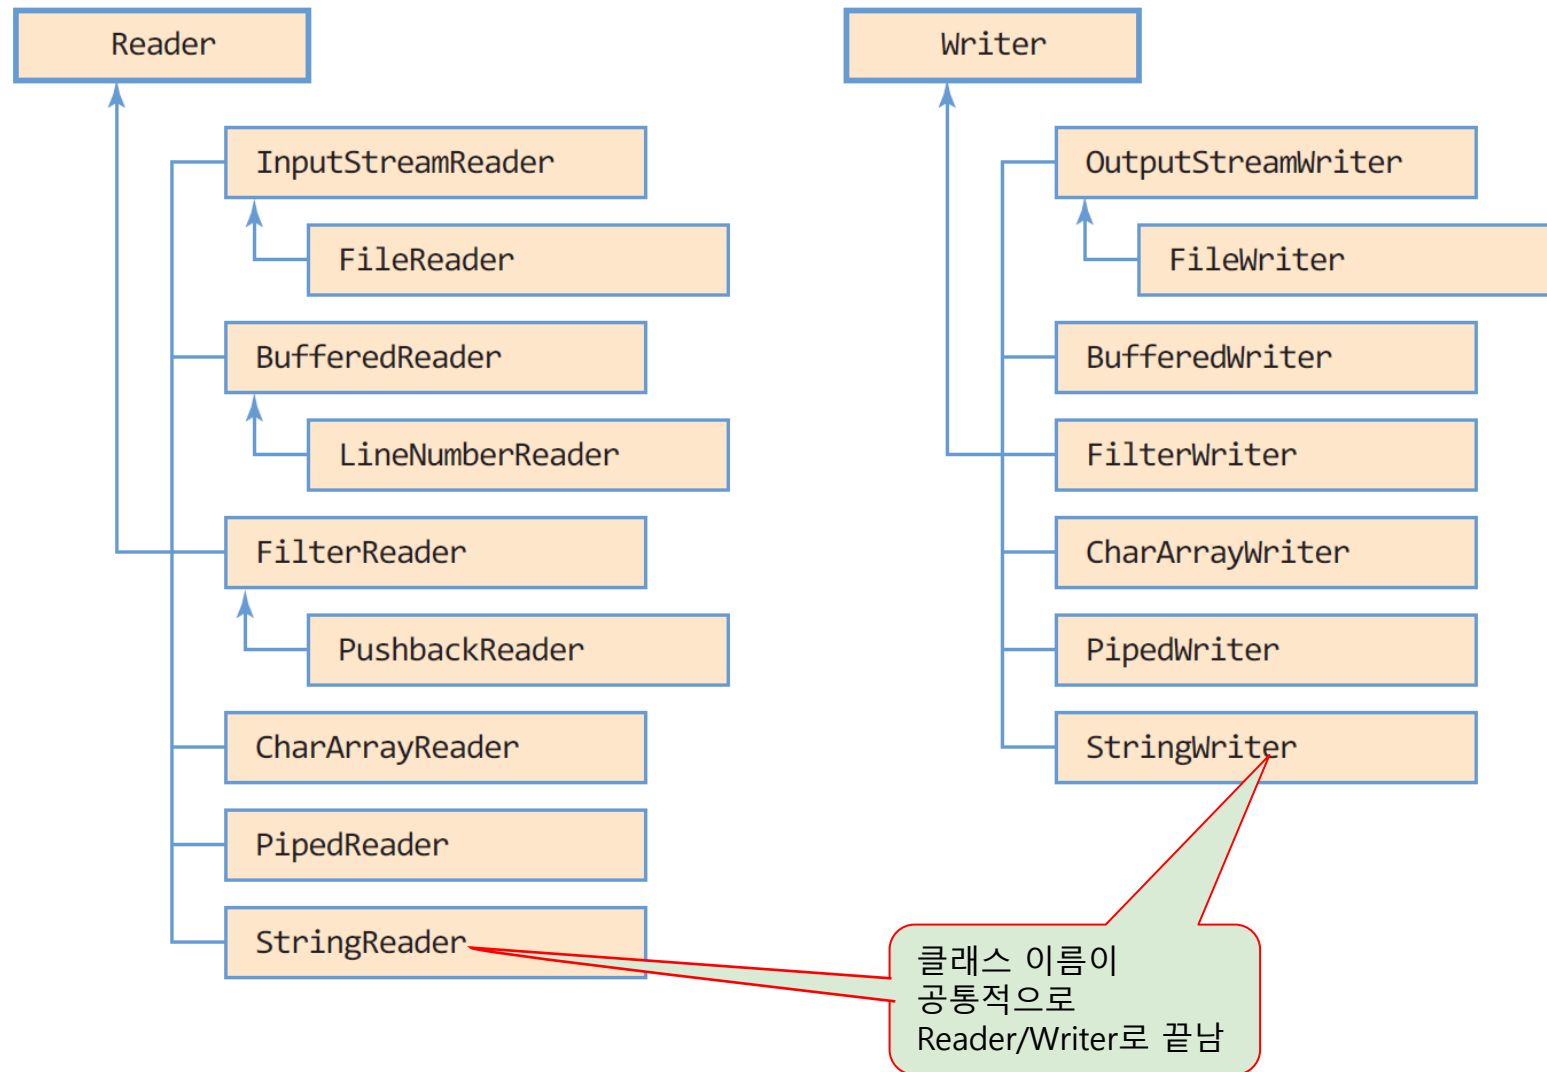 Reader
InputStreamReader
FileReader
BufferedReader
LineNumberReader
FilterReader
PushbackReader
CharArrayReader
PipedReader
StringReader
Writer
OutputStreamWriter
FileWriter
BufferedWriter
FilterWriter
CharArrayWriter
PipedWriter
StringWriter
클래스 이름이
공통적으로
Reader/Writer로 끝남